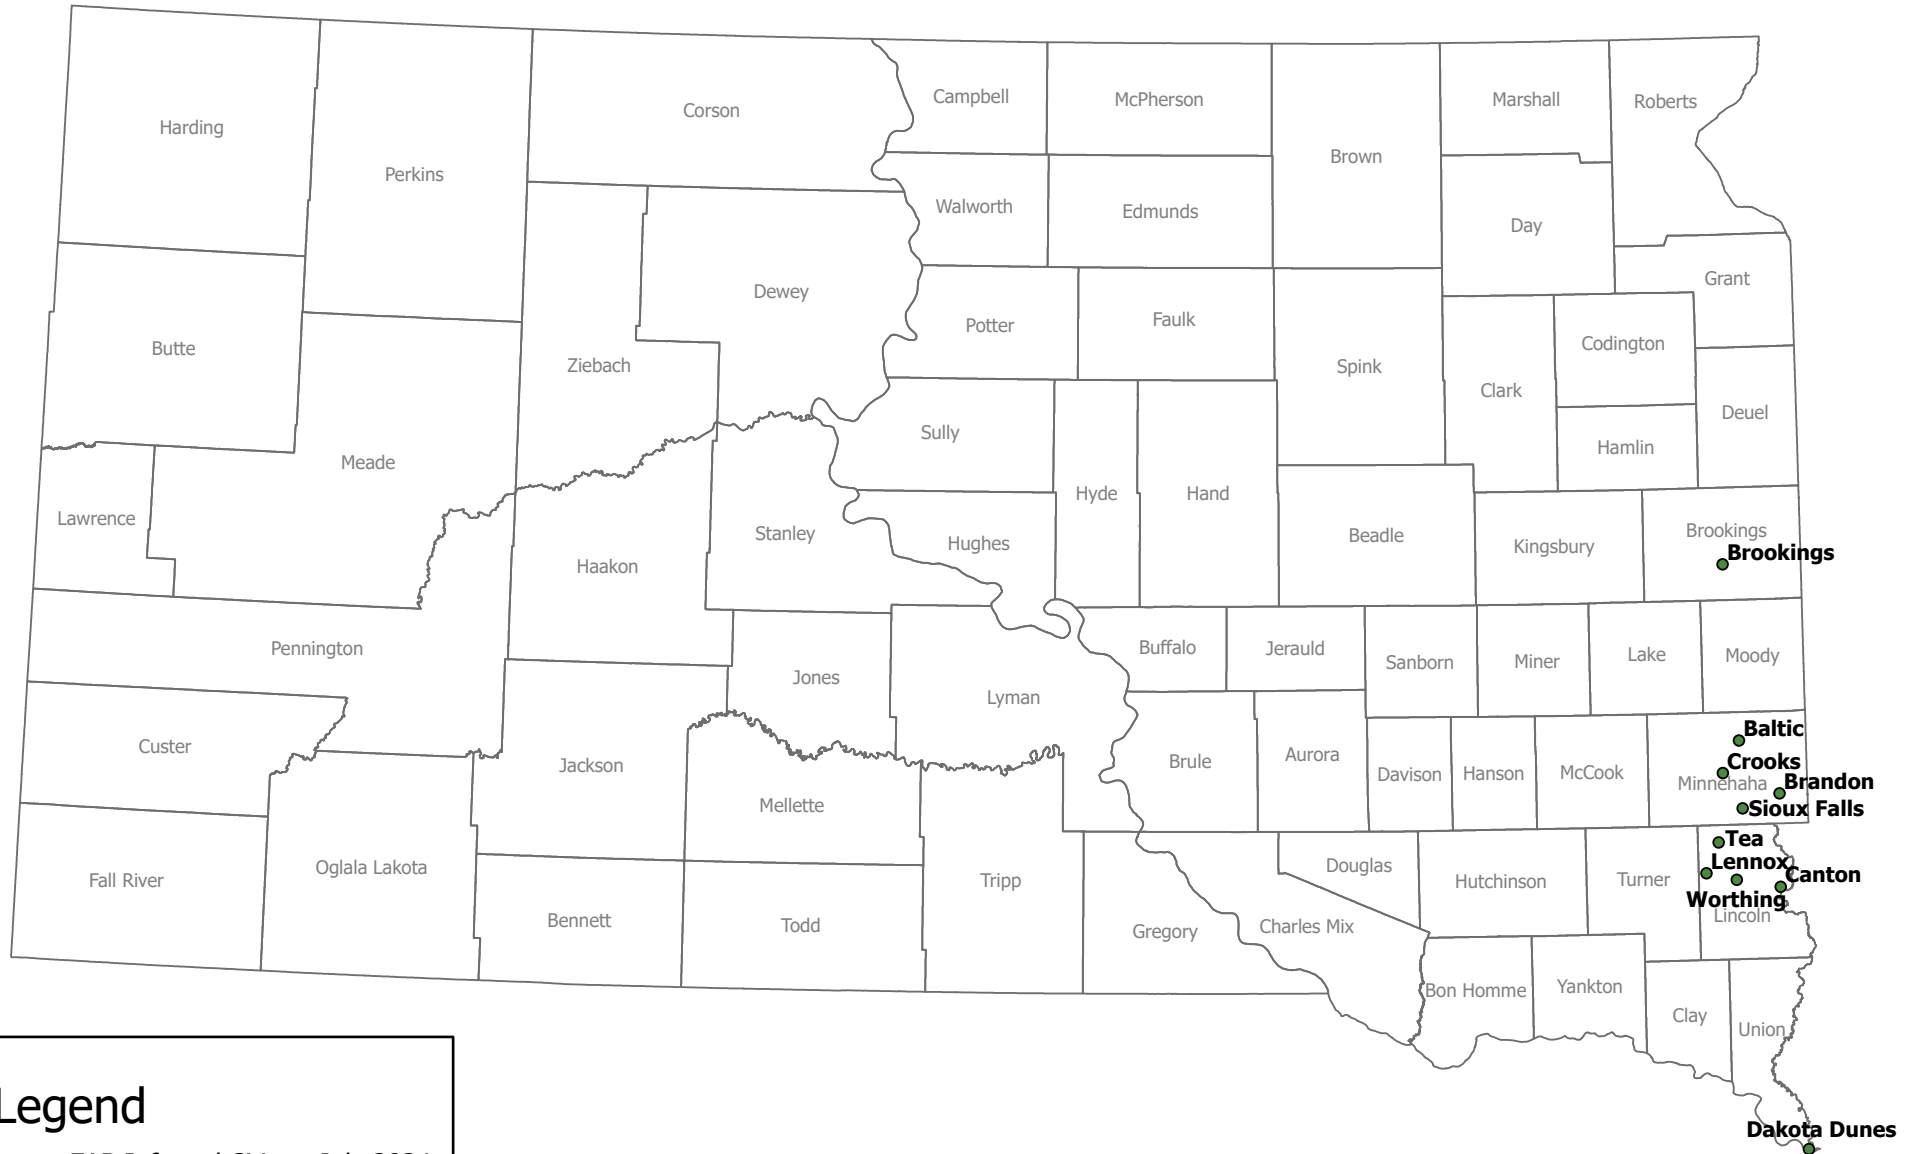 Harding
Perkins
Corson
Campbell
McPherson
Brown
Marshall
Roberts
Walworth
Edmunds
Day
Butte
Ziebach
Dewey
Potter
Faulk
Spink
Clark
Codington
Grant
Deuel
Hamlin
Lawrence
Meade
Haakon
Stanley
Sully
Hyde
Hand
Hughes
Beadle
Kingsbury
Brookings
Brookings
Pennington
Jones
Lyman
Buffalo
Jerauld
Sanborn
Miner
Lake
Moody
Custer
Jackson
Mellette
Brule
Aurora
Davison
Hanson
McCook
Minnehaha
Baltic
Crooks
Brandon
Sioux Falls
Fall River
Oglala Lakota
Bennett
Todd
Tripp
Gregory
Charles Mix
Douglas
Hutchinson
Turner
Tea
Lennox
Canton
Worthing
Lincoln
Bon Homme
Yankton
Clay
Union
Dakota Dunes
Legend